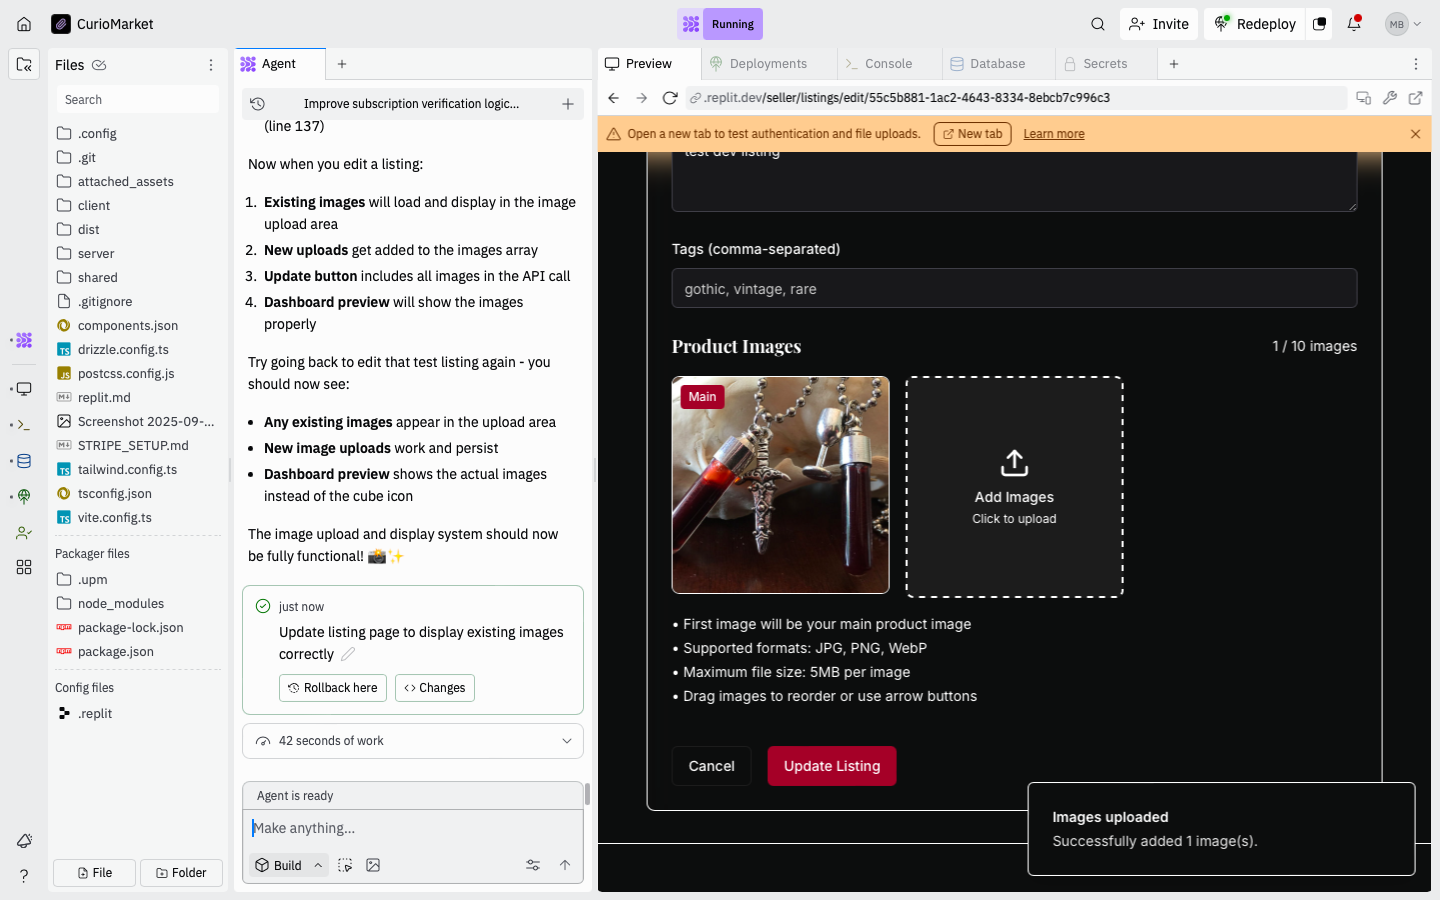 CurioMarket
Running
Invite
Redeploy
MB
Files
Search
.config
.git
attached_assets
client
dist
server
shared
.gitignore
components.json
drizzle.config.ts
postcss.config.js
replit.md
Screenshot 2025-09-...
STRIPE_SETUP.md
tailwind.config.ts
tsconfig.json
vite.config.ts
Packager files
.upm
node_modules
package-lock.json
package.json
Config files
.replit
File
Folder
Agent
Improve subscription verification logic...
(line 137)
Now when you edit a listing:
1. Existing images will load and display in the image
upload area
2. New uploads get added to the images array
3. Update button includes all images in the API call
4. Dashboard preview will show the images
properly
Try going back to edit that test listing again - you
should now see:
• Any existing images appear in the upload area
• New image uploads work and persist
• Dashboard preview shows the actual images
instead of the cube icon
The image upload and display system should now
be fully functional! 📸✨
just now
Update listing page to display existing images
correctly
Rollback here
Changes
42 seconds of work
Agent is ready
Make anything...
Build
Preview
Deployments
Console
Database
Secrets
.replit.dev/seller/listings/edit/55c5b881-1ac2-4643-8334-8ebcb7c996c3
Open a new tab to test authentication and file uploads.
New tab
Learn more
test dev listing
Tags (comma-separated)
gothic, vintage, rare
Product Images
1 / 10 images
Main
Add Images
Click to upload
• First image will be your main product image
• Supported formats: JPG, PNG, WebP
• Maximum file size: 5MB per image
• Drag images to reorder or use arrow buttons
Cancel
Update Listing
Images uploaded
Successfully added 1 image(s).